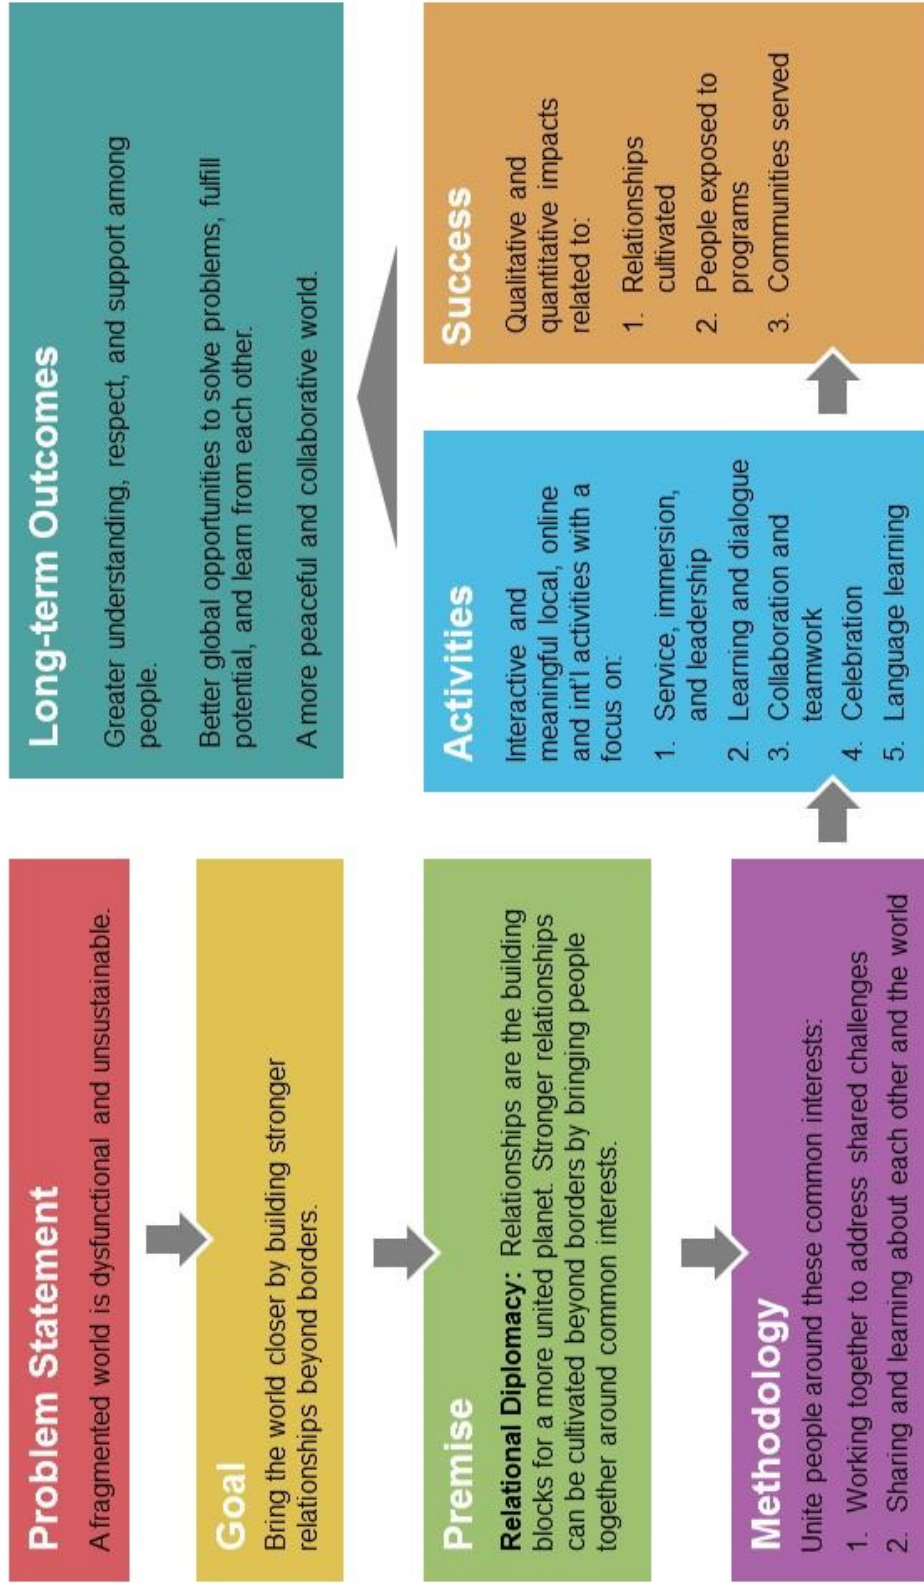 Problem Statement
A fragmented world is dysfunctional and unsustainable.
Goal
Bring the world closer by building stronger
relationships beyond borders.
Premise
Relational Diplomacy: Relationships are the building
blocks for a more united planet. Stronger relationships
can be cultivated beyond borders by bringing people
together around common interests.
Methodology
Unite people around these common interests:
1. Working together to address shared challenges
2. Sharing and learning about each other and the world
Activities
Interactive and
meaningful local, online
and int'l activities with a
focus on:
1. Service, immersion,
and leadership
2. Learning and dialogue
3. Collaboration and
teamwork
4. Celebration
5. Language learning
Success
Qualitative and
quantitative impacts
related to:
1. Relationships
cultivated
2. People exposed to
programs
3. Communities served
Long-term Outcomes
Greater understanding, respect, and support among
people.
Better global opportunities to solve problems, fulfill
potential, and learn from each other.
A more peaceful and collaborative world.